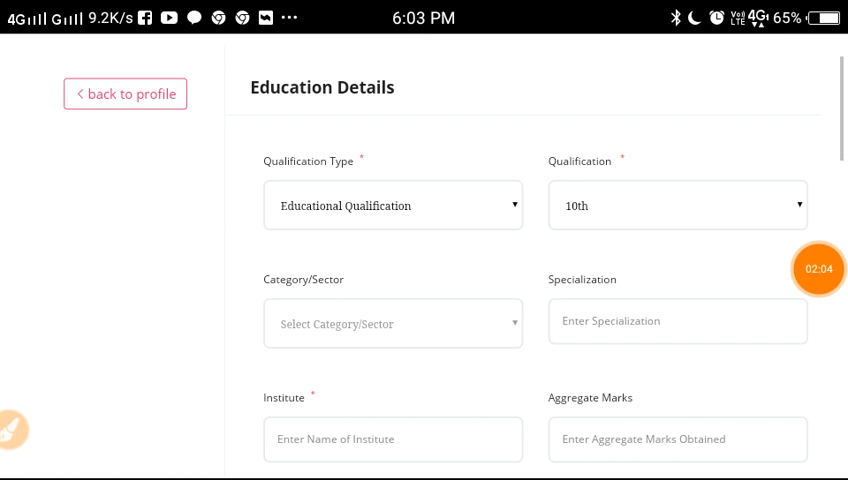 4G G 9.2K/s 6:03 PM VoLTE 4G 65%
< back to profile
Education Details
Qualification Type * Qualification *
Educational Qualification 10th
02:04
Category/Sector Specialization
Select Category/Sector Enter Specialization
Institute * Aggregate Marks
Enter Name of Institute Enter Aggregate Marks Obtained